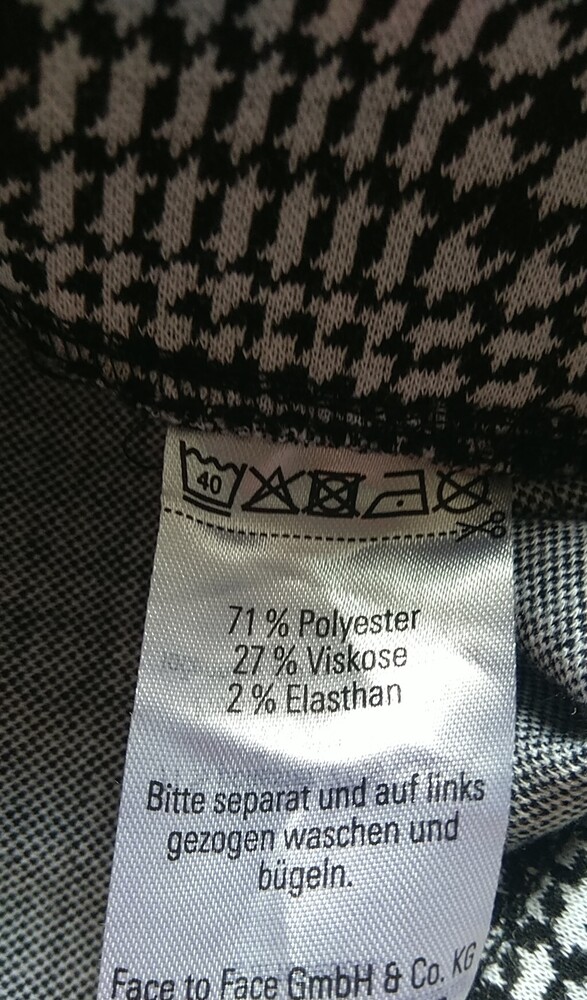 40
71 % Polyester
27 % Viskose
2 % Elasthan
Bitte separat und auf links
gezogen waschen und
bügeln.
Face to Face GmbH & Co. KG